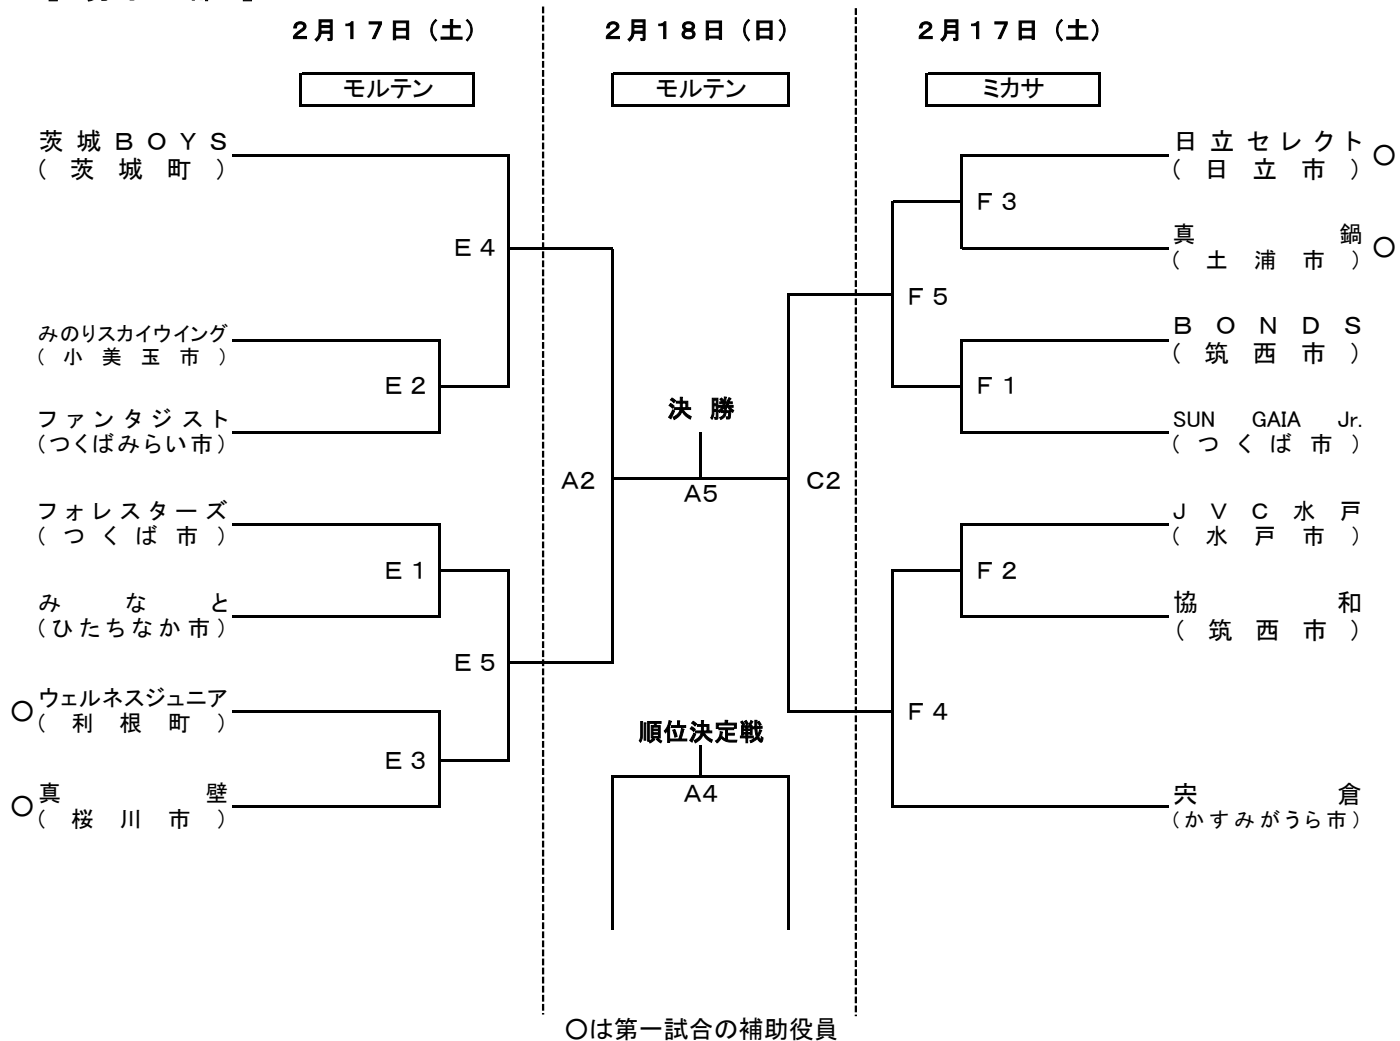 ２月１７日（土）
２月１８日（日）
２月１７日（土）
モルテン
モルテン
ミカサ
茨城ＢＯＹＳ
（茨城町）
みのりスカイウイング
（小美玉市）
ファンタジスト
（つくばみらい市）
フォレスターズ
（つくば市）
みなと
（ひたちなか市）
○ウェルネスジュニア
（利根町）
○真壁
（桜川市）
Ｅ４
Ｅ２
Ｅ１
Ｅ５
Ｅ３
Ａ２
決勝
Ａ５
Ｃ２
順位決定戦
Ａ４
Ｆ３
Ｆ５
Ｆ１
Ｆ２
Ｆ４
日立セレクト○
（日立市）
真鍋○
（土浦市）
ＢＯＮＤＳ
（筑西市）
SUN GAIA Jr.
（つくば市）
ＪＶＣ水戸
（水戸市）
協和
（筑西市）
宍倉
（かすみがうら市）
○は第一試合の補助役員